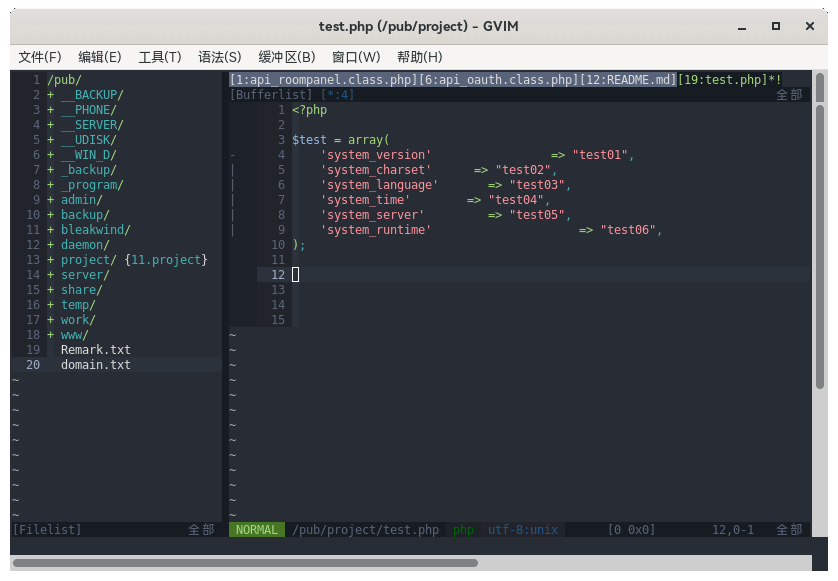 test.php (/pub/project) - GVIM
文件(F) 编辑(E) 工具(T) 语法(S) 缓冲区(B) 窗口(W) 帮助(H)
1 /pub/
2 + __BACKUP/
3 + __PHONE/
4 + __SERVER/
5 + __UDISK/
6 + __WIN_D/
7 + _backup/
8 + _program/
9 + admin/
10 + backup/
11 + bleakwind/
12 + daemon/
13 + project/ {11.project}
14 + server/
15 + share/
16 + temp/
17 + work/
18 + www/
19 Remark.txt
20 domain.txt
~
~
~
~
~
~
~
~
~
~
[Filelist] 全部
[1:api_roompanel.class.php][6:api_oauth.class.php][12:README.md][19:test.php]*!
[Bufferlist] [*:4] 全部
1 <?php
2
3 $test = array(
- 4 'system_version' => "test01",
| 5 'system_charset' => "test02",
| 6 'system_language' => "test03",
| 7 'system_time' => "test04",
| 8 'system_server' => "test05",
| 9 'system_runtime' => "test06",
10 );
11
12
13
14
15
~
~
~
~
~
~
~
~
~
~
~
~
~
NORMAL /pub/project/test.php php utf-8:unix [0 0x0] 12,0-1 全部